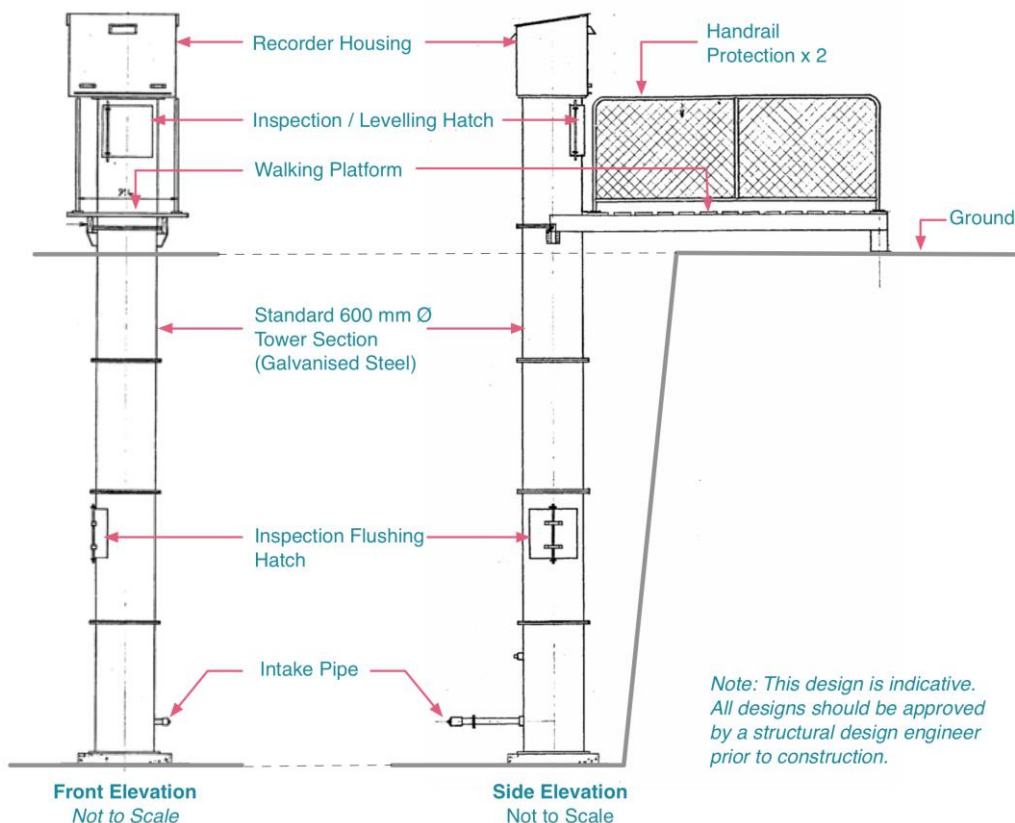 Recorder Housing
Handrail
Protection x 2
Inspection / Levelling Hatch
Walking Platform
Ground
Standard 600 mm Ø
Tower Section
(Galvanised Steel)
Inspection Flushing
Hatch
Intake Pipe
Note: This design is indicative.
All designs should be approved
by a structural design engineer
prior to construction.
Front Elevation
Not to Scale
Side Elevation
Not to Scale